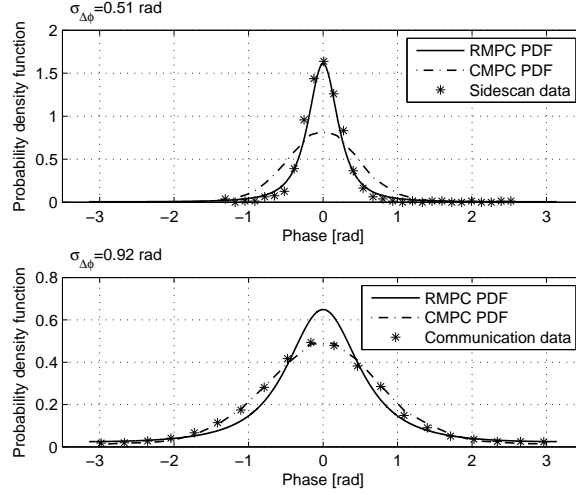 σΔϕ=0.51 rad
Probability density function
2
1.5
1
0.5
0
RMPC PDF
CMPC PDF
Sidescan data
−3 −2 −1 0 1 2 3
Phase [rad]
σΔϕ=0.92 rad
Probability density function
0.8
0.6
0.4
0.2
0
RMPC PDF
CMPC PDF
Communication data
−3 −2 −1 0 1 2 3
Phase [rad]